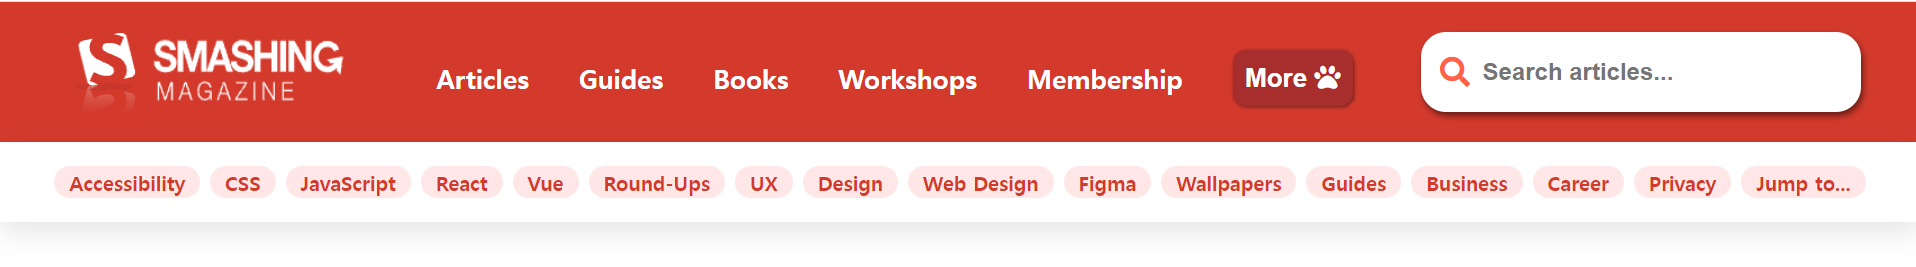 SMASHING
MAGAZINE
Articles Guides Books Workshops Membership More Search articles...
Accessibility CSS JavaScript React Vue Round-Ups UX Design Web Design Figma Wallpapers Guides Business Career Privacy Jump to...